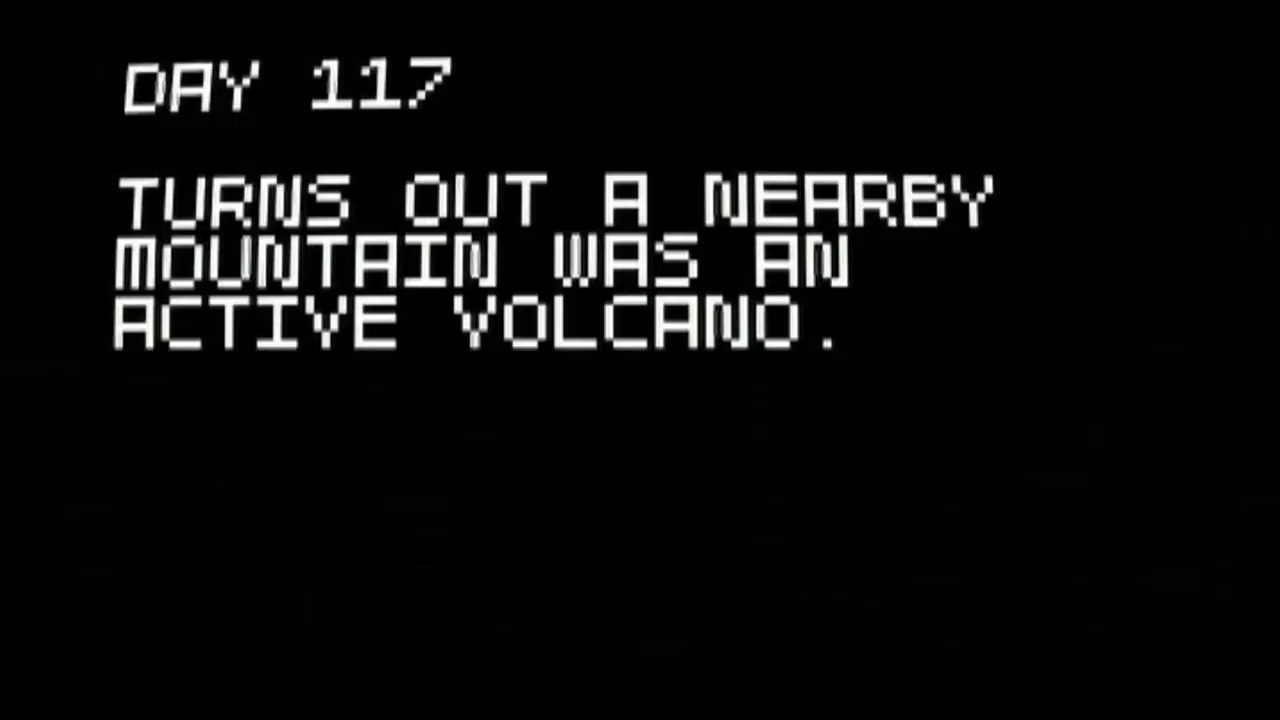 DAY 117
TURNS OUT A NEARBY
MOUNTAIN WAS AN
ACTIVE VOLCANO.